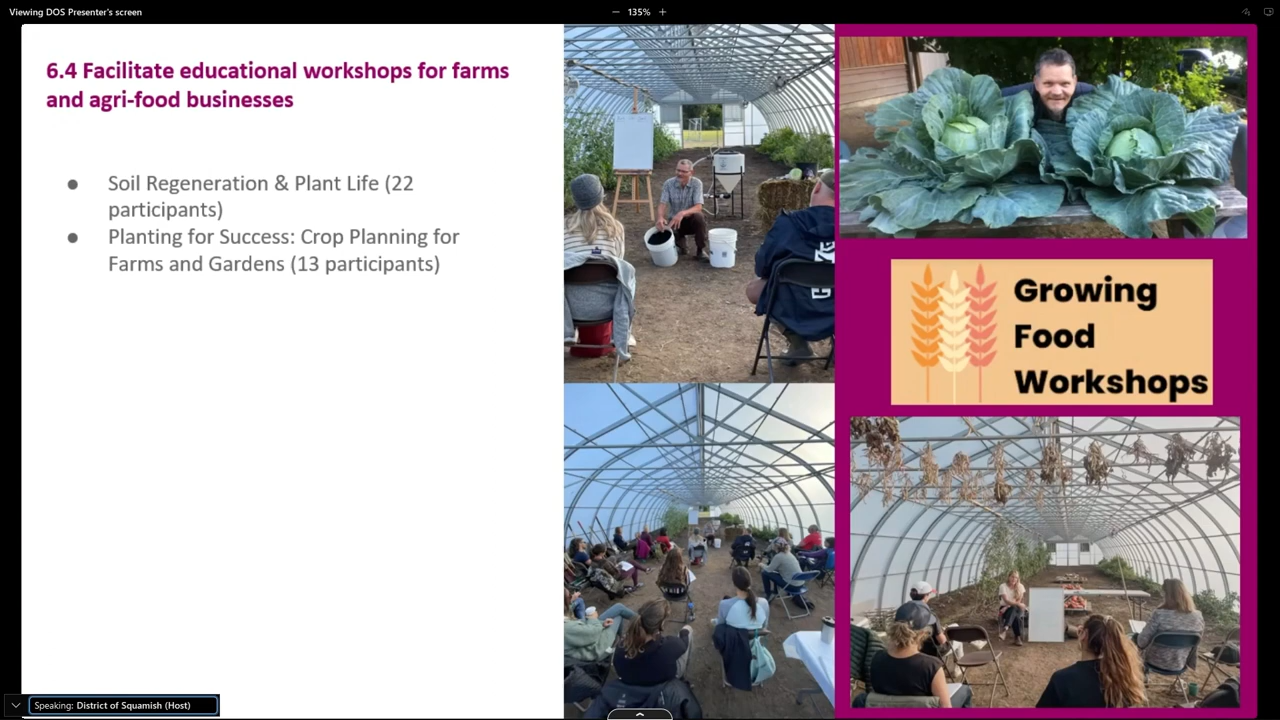 Viewing DOS Presenter's screen
135%
6.4 Facilitate educational workshops for farms
and agri-food businesses
● Soil Regeneration & Plant Life (22
participants)
● Planting for Success: Crop Planning for
Farms and Gardens (13 participants)
Growing
Food
Workshops
Speaking: District of Squamish (Host)